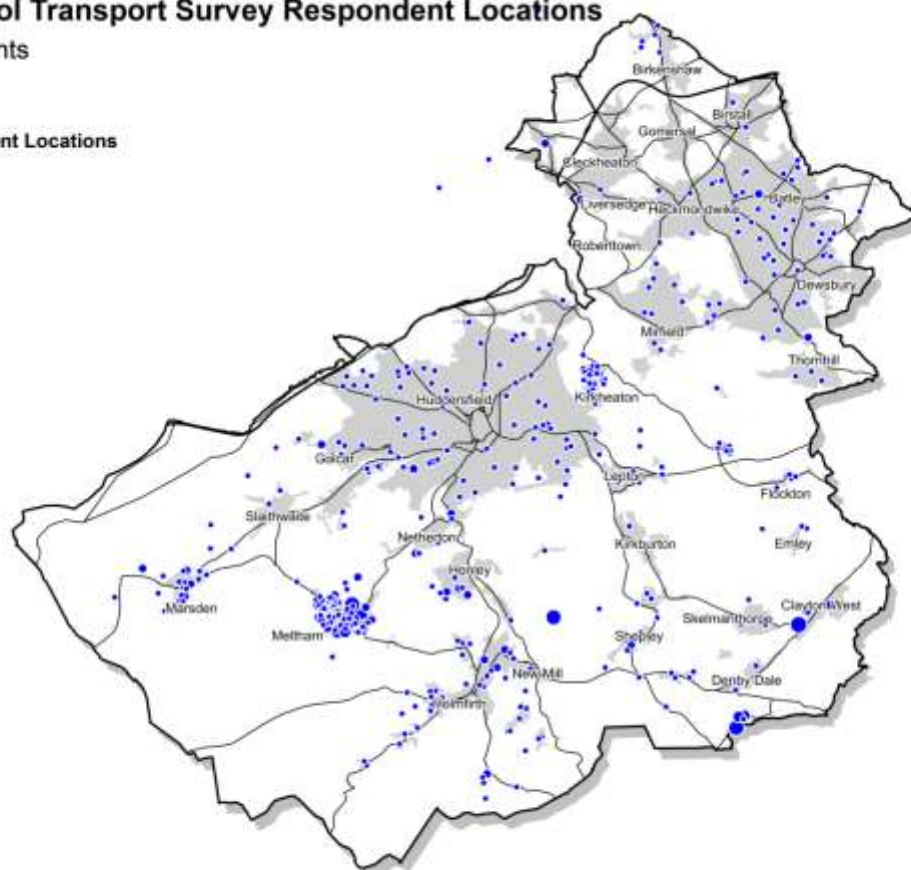 ol Transport Survey Respondent Locations
nts
nt Locations
Birkenshaw
Birstall
Gomersal
Cleckheaton
Batley
Liversedge
Heckmondwike
Roberttown
Dewsbury
Mirfield
Thornhill
Huddersfield
Kirkheaton
Golcar
Lepton
Flockton
Slaithwaite
Netherton
Kirkburton
Emley
Honley
Marsden
Clayton West
Skelmanthorpe
Meltham
Shepley
New Mill
Denby Dale
Holmfirth